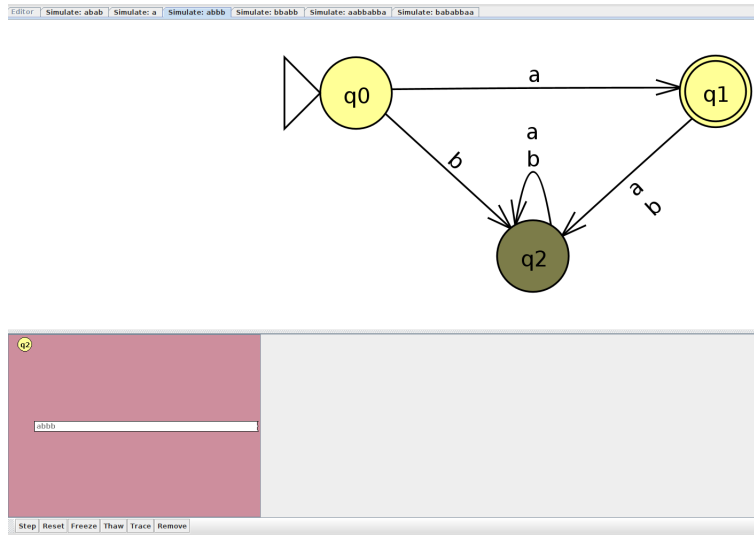 Editor Simulate: abab Simulate: a Simulate: abbb Simulate: bbabb Simulate: aabbabba Simulate: bababbaa
a
q0
q1
a
b
b
a
b
q2
q2
abbb
Step Reset Freeze Thaw Trace Remove